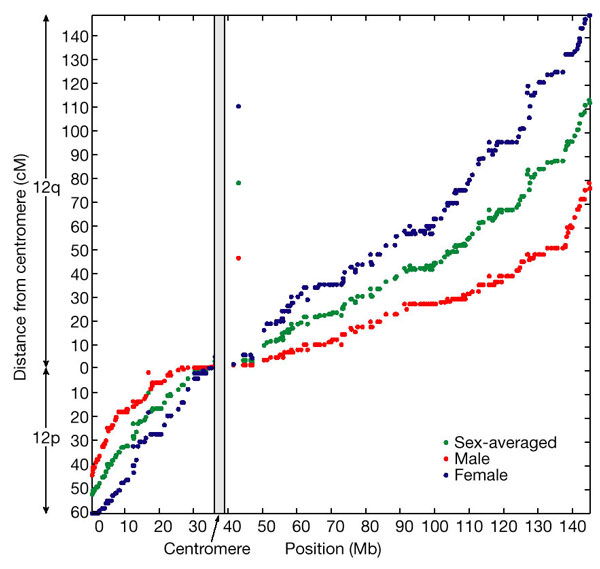 140
130
120
110
100
90
80
70
60
50
40
30
20
10
0
10
20
30
40
50
60
12q
12p
Distance from centromere (cM)
Sex-averaged
Male
Female
0 10 20 30 40 50 60 70 80 90 100 110 120 130 140
Centromere Position (Mb)